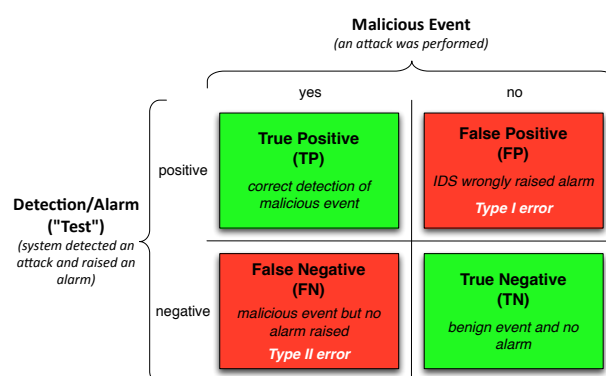 Malicious Event
(an attack was performed)
yes
no
True Positive
(TP)
correct detection of
malicious event
False Positive
(FP)
IDS wrongly raised alarm
Type I error
positive
Detection/Alarm
("Test")
(system detected an
attack and raised an
alarm)
False Negative
(FN)
malicious event but no
alarm raised
Type II error
True Negative
(TN)
benign event and no
alarm
negative